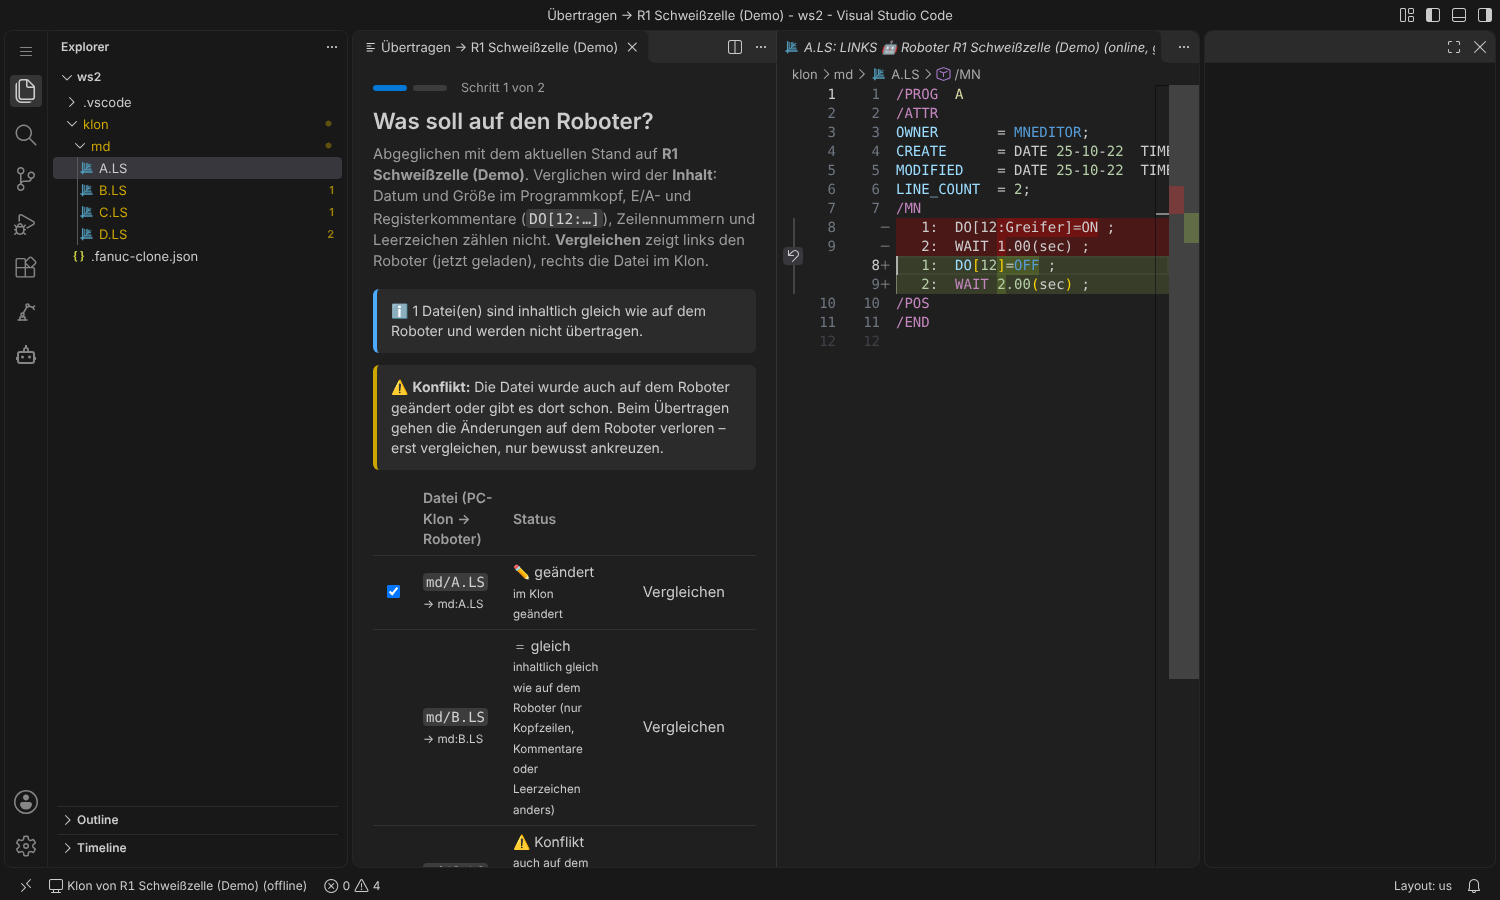 Übertragen → R1 Schweißzelle (Demo) - ws2 - Visual Studio Code
Explorer
ws2
.vscode
klon
md
A.LS
B.LS 1
C.LS 1
D.LS 2
{} .fanuc-clone.json
Outline
Timeline
Übertragen → R1 Schweißzelle (Demo)
Schritt 1 von 2
Was soll auf den Roboter?
Abgeglichen mit dem aktuellen Stand auf R1
Schweißzelle (Demo). Verglichen wird der Inhalt:
Datum und Größe im Programmkopf, E/A- und
Registerkommentare (DO[12:…]), Zeilennummern und
Leerzeichen zählen nicht. Vergleichen zeigt links den
Roboter (jetzt geladen), rechts die Datei im Klon.
ℹ️ 1 Datei(en) sind inhaltlich gleich wie auf dem
Roboter und werden nicht übertragen.
⚠️ Konflikt: Die Datei wurde auch auf dem Roboter
geändert oder gibt es dort schon. Beim Übertragen
gehen die Änderungen auf dem Roboter verloren –
erst vergleichen, nur bewusst ankreuzen.
Datei (PC-
Klon →
Roboter)
Status
md/A.LS
→ md:A.LS
✏️ geändert
im Klon
geändert
Vergleichen
md/B.LS
→ md:B.LS
= gleich
inhaltlich gleich
wie auf dem
Roboter (nur
Kopfzeilen,
Kommentare
oder
Leerzeichen
anders)
Vergleichen
⚠️ Konflikt
auch auf dem
A.LS: LINKS 🤖 Roboter R1 Schweißzelle (Demo) (online, g
klon > md > A.LS > /MN
1 1 /PROG A
2 2 /ATTR
3 3 OWNER = MNEDITOR;
4 4 CREATE = DATE 25-10-22 TIME
5 5 MODIFIED = DATE 25-10-22 TIME
6 6 LINE_COUNT = 2;
7 7 /MN
8 − 1: DO[12:Greifer]=ON ;
9 − 2: WAIT 1.00(sec) ;
8+ 1: DO[12]=OFF ;
9+ 2: WAIT 2.00(sec) ;
10 10 /POS
11 11 /END
12 12
Klon von R1 Schweißzelle (Demo) (offline) 0 4
Layout: us